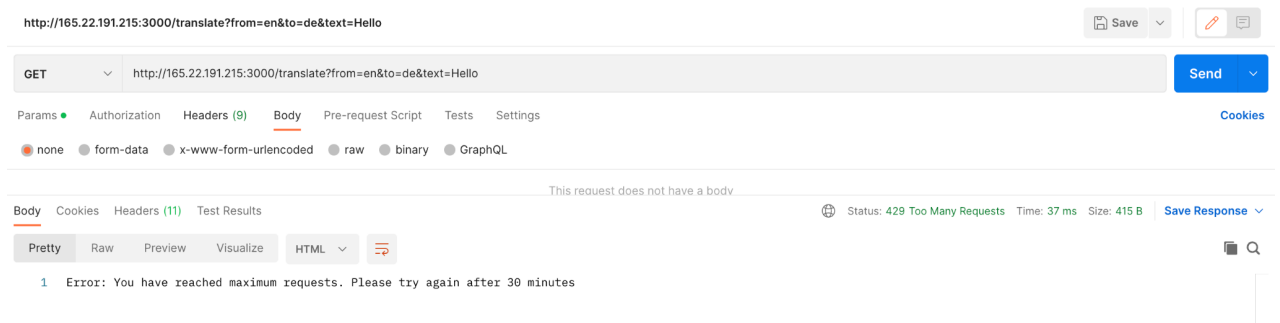 http://165.22.191.215:3000/translate?from=en&to=de&text=Hello
Save
GET
http://165.22.191.215:3000/translate?from=en&to=de&text=Hello
Send
Params Authorization Headers (9) Body Pre-request Script Tests Settings Cookies
none form-data x-www-form-urlencoded raw binary GraphQL
This request does not have a body
Body Cookies Headers (11) Test Results Status: 429 Too Many Requests Time: 37 ms Size: 415 B Save Response
Pretty Raw Preview Visualize HTML
1 Error: You have reached maximum requests. Please try again after 30 minutes